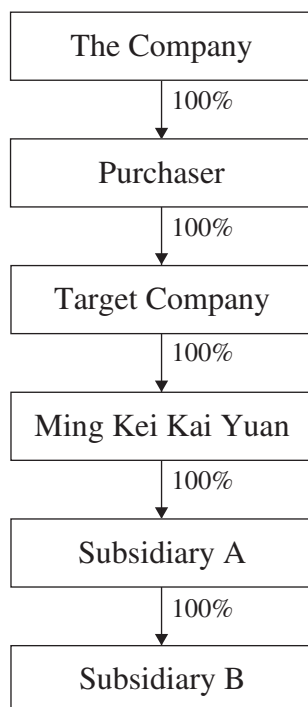 The Company
100%
Purchaser
100%
Target Company
100%
Ming Kei Kai Yuan
100%
Subsidiary A
100%
Subsidiary B